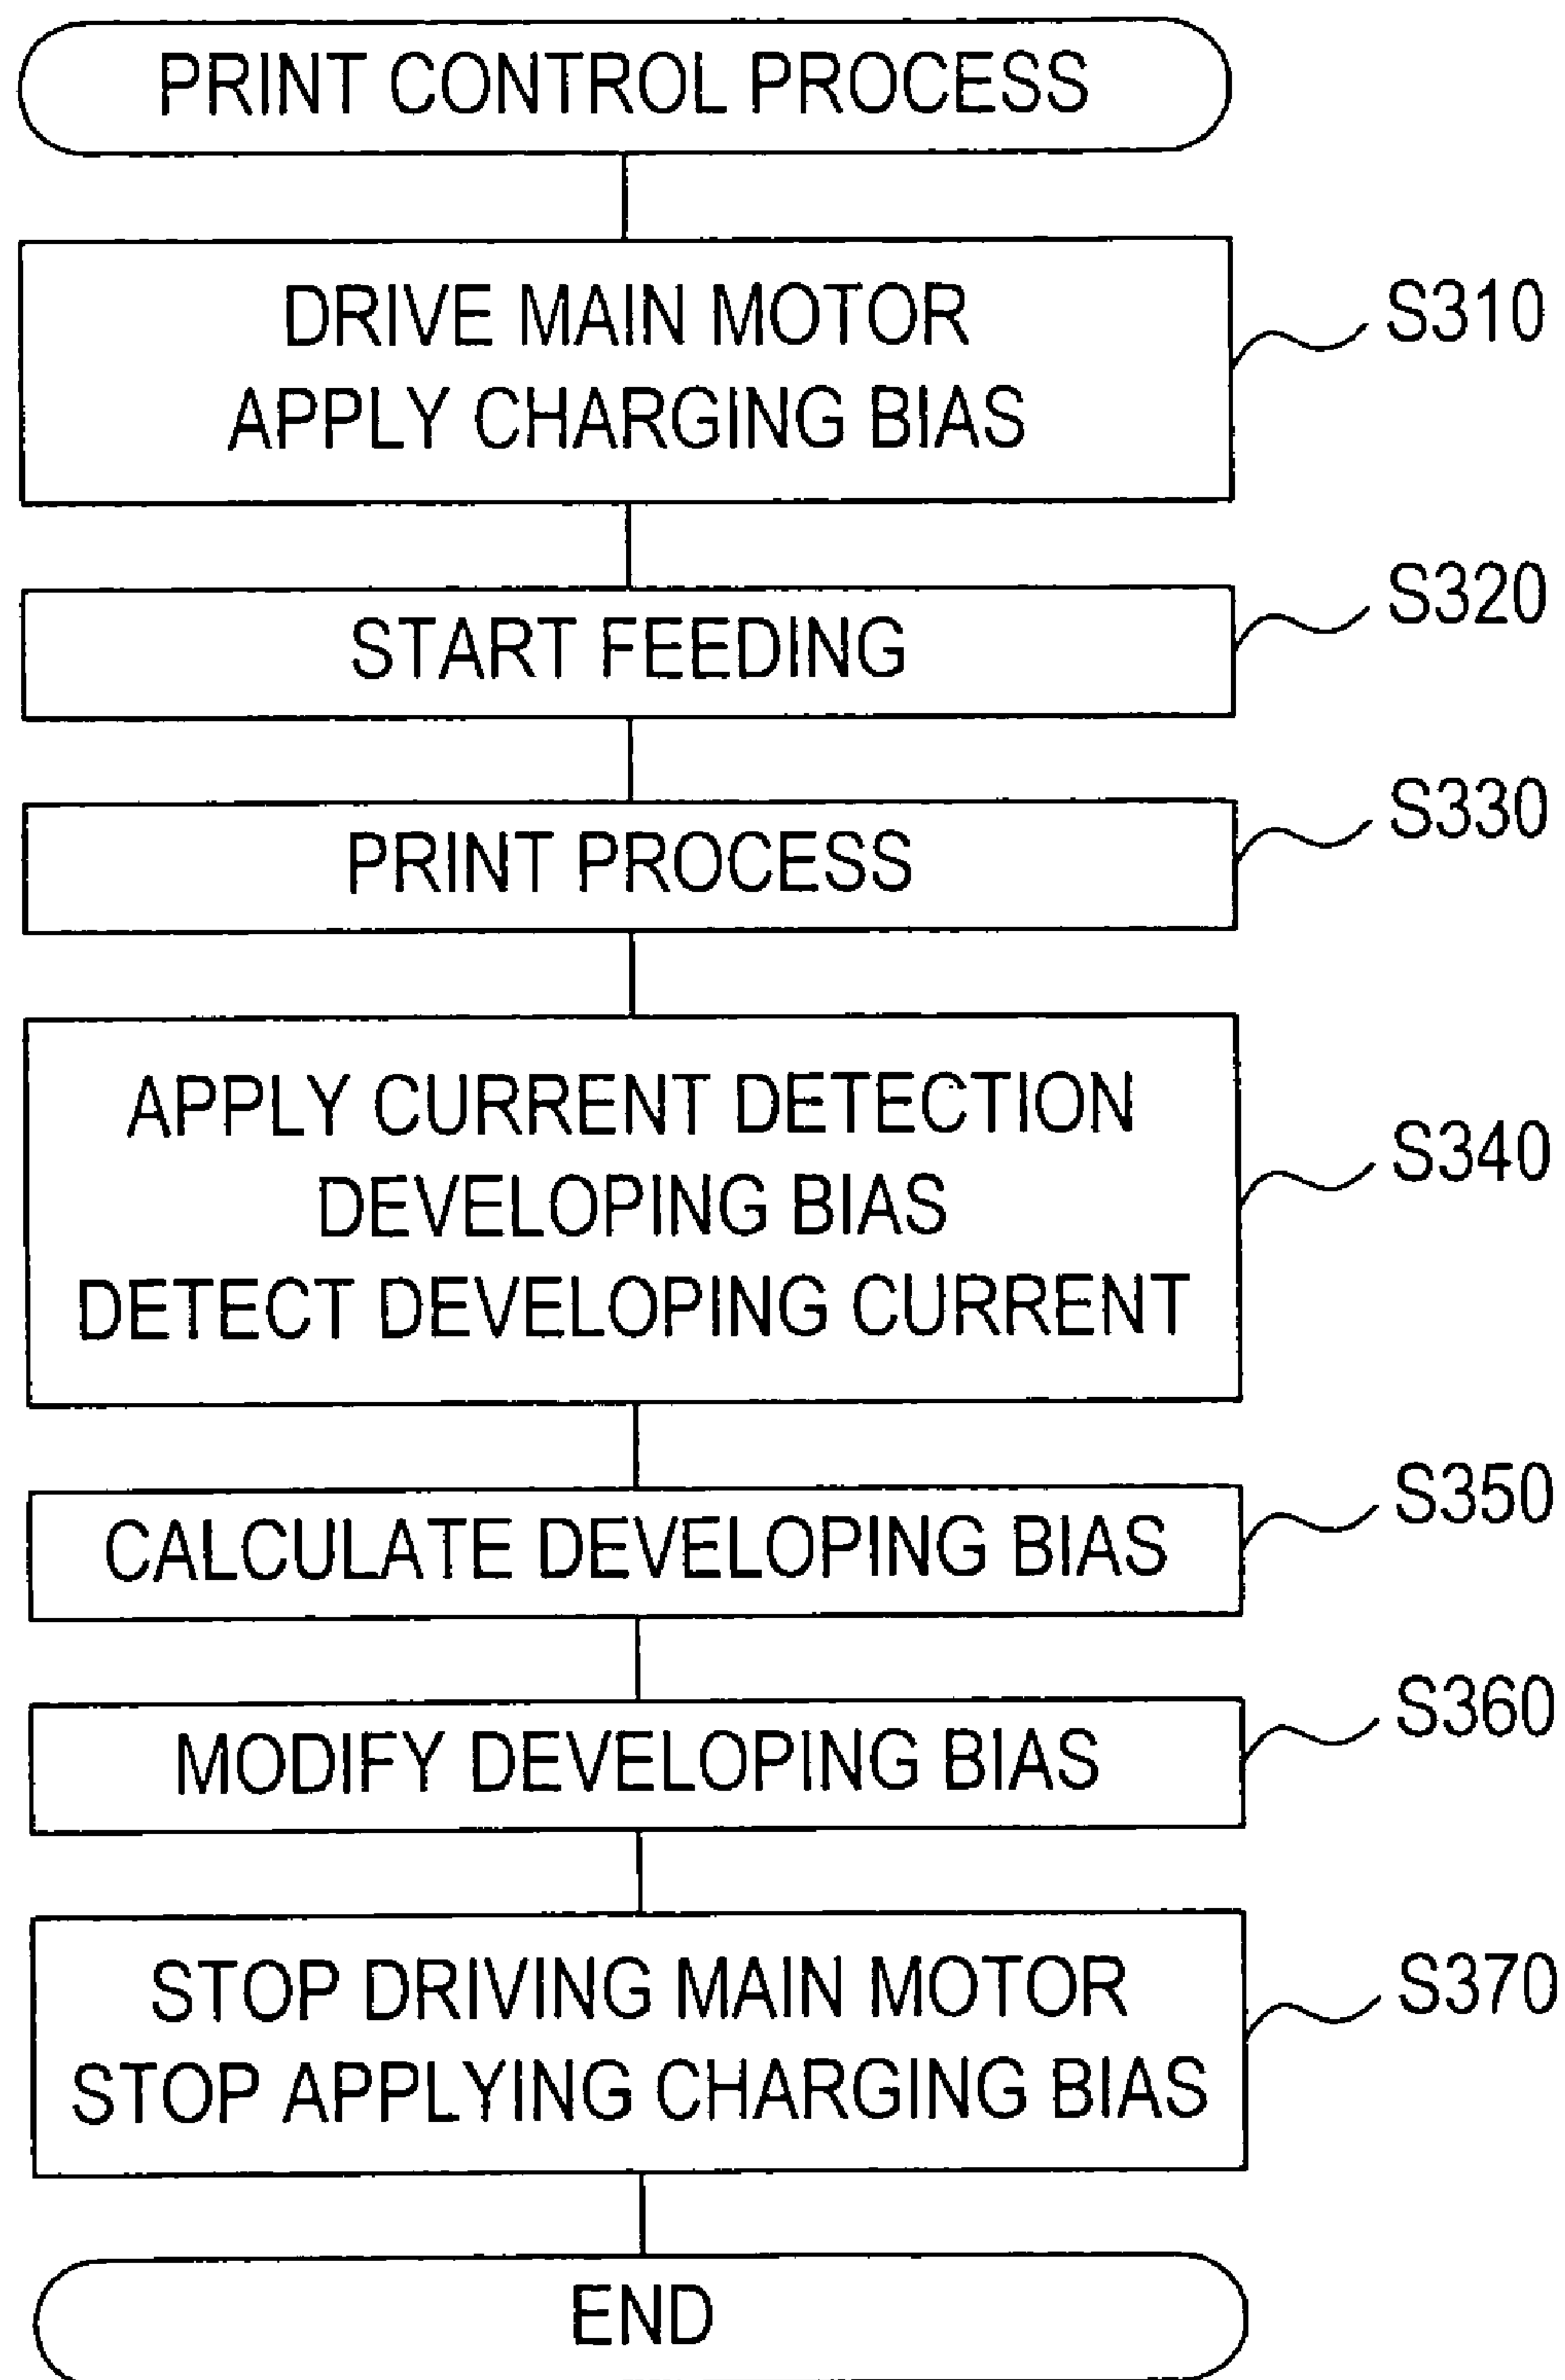 PRINT CONTROL PROCESS
DRIVE MAIN MOTOR
APPLY CHARGING BIAS
S310
START FEEDING
S320
PRINT PROCESS
S330
APPLY CURRENT DETECTION
DEVELOPING BIAS
DETECT DEVELOPING CURRENT
S340
CALCULATE DEVELOPING BIAS
S350
MODIFY DEVELOPING BIAS
S360
STOP DRIVING MAIN MOTOR
STOP APPLYING CHARGING BIAS
S370
END